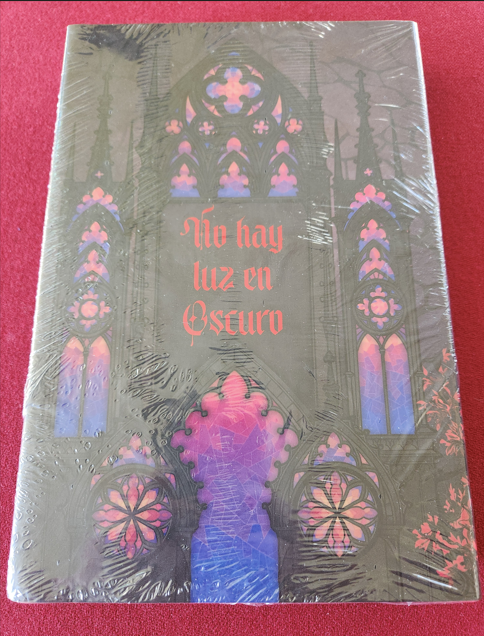 No hay
luz en
Oscuro